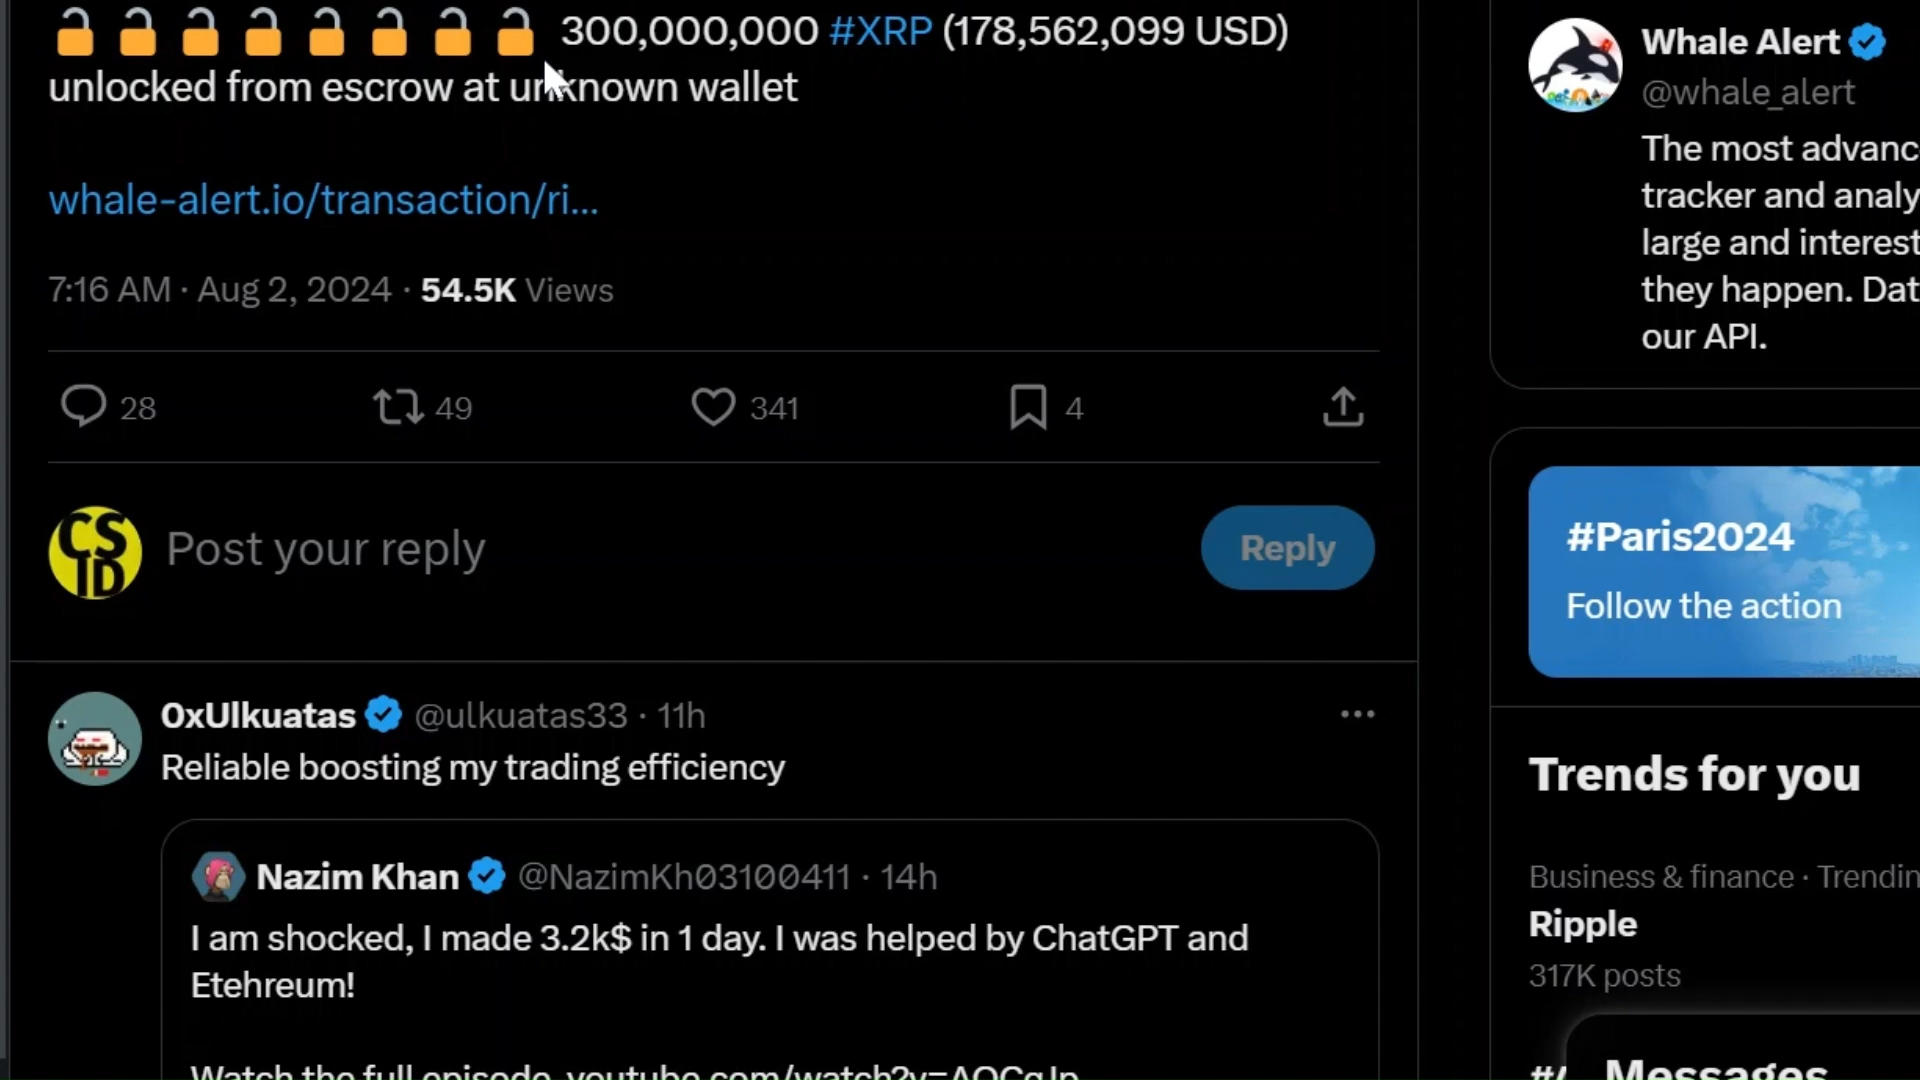 300,000,000 #XRP (178,562,099 USD)
unlocked from escrow at unknown wallet
whale-alert.io/transaction/ri...
7:16 AM · Aug 2, 2024 · 54.5K Views
28 49 341 4
CS
ID
Post your reply
Reply
0xUlkuatas @ulkuatas33 · 11h
Reliable boosting my trading efficiency
Nazim Khan @NazimKh03100411 · 14h
I am shocked, I made 3.2k$ in 1 day. I was helped by ChatGPT and
Etehreum!
Watch the full episode
Whale Alert
@whale_alert
The most advanc
tracker and analy
large and interest
they happen. Dat
our API.
#Paris2024
Follow the action
Trends for you
Business & finance · Trendin
Ripple
317K posts
Messages